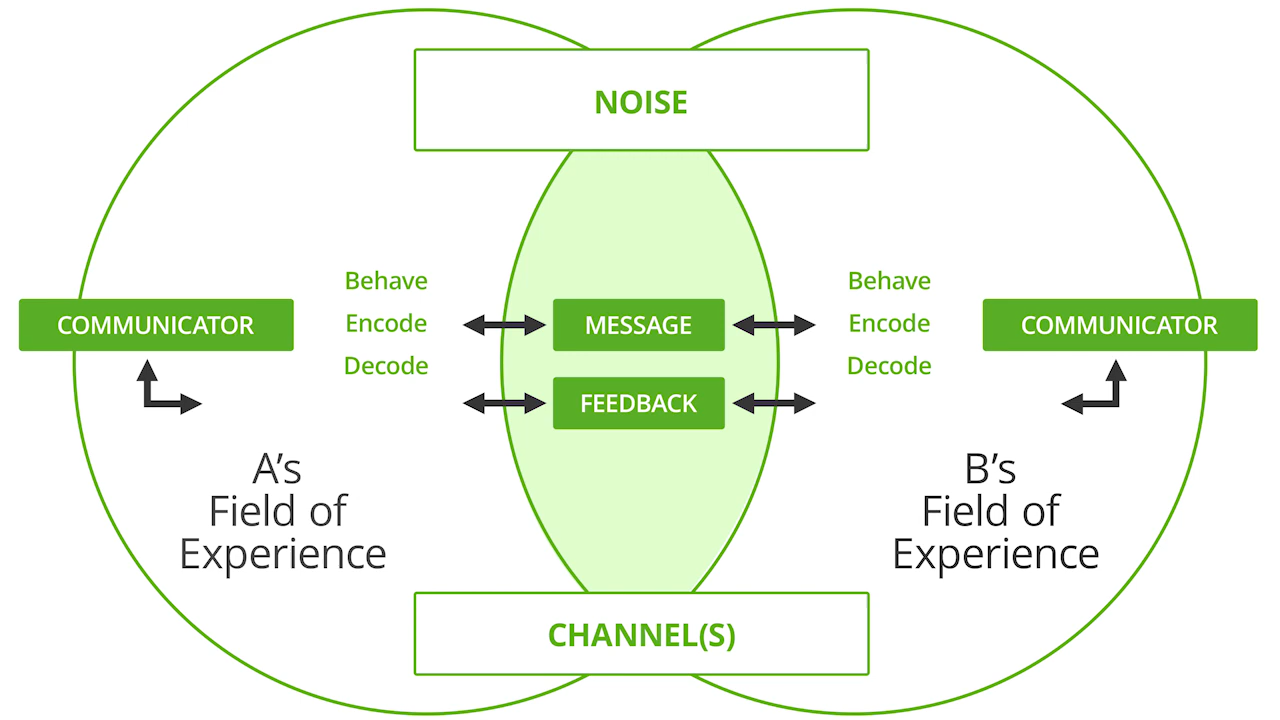 NOISE
Behave
Encode
Decode
COMMUNICATOR
MESSAGE
FEEDBACK
Behave
Encode
Decode
COMMUNICATOR
A’s
Field of
Experience
B’s
Field of
Experience
CHANNEL(S)